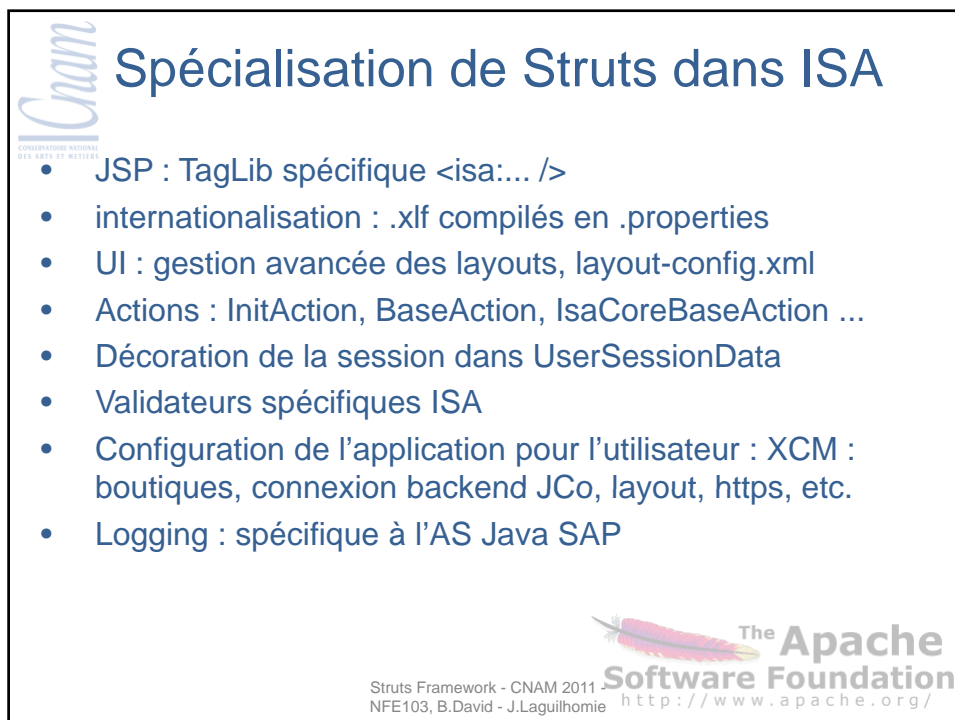 Cnam
CONSERVATOIRE NATIONAL
DES ARTS ET METIERS
Spécialisation de Struts dans ISA
• JSP : TagLib spécifique <isa:... />
• internationalisation : .xlf compilés en .properties
• UI : gestion avancée des layouts, layout-config.xml
• Actions : InitAction, BaseAction, IsaCoreBaseAction ...
• Décoration de la session dans UserSessionData
• Validateurs spécifiques ISA
• Configuration de l’application pour l’utilisateur : XCM :
boutiques, connexion backend JCo, layout, https, etc.
• Logging : spécifique à l’AS Java SAP
Struts Framework - CNAM 2011 -
NFE103, B.David - J.Laguilhomie
The Apache
Software Foundation
http://www.apache.org/